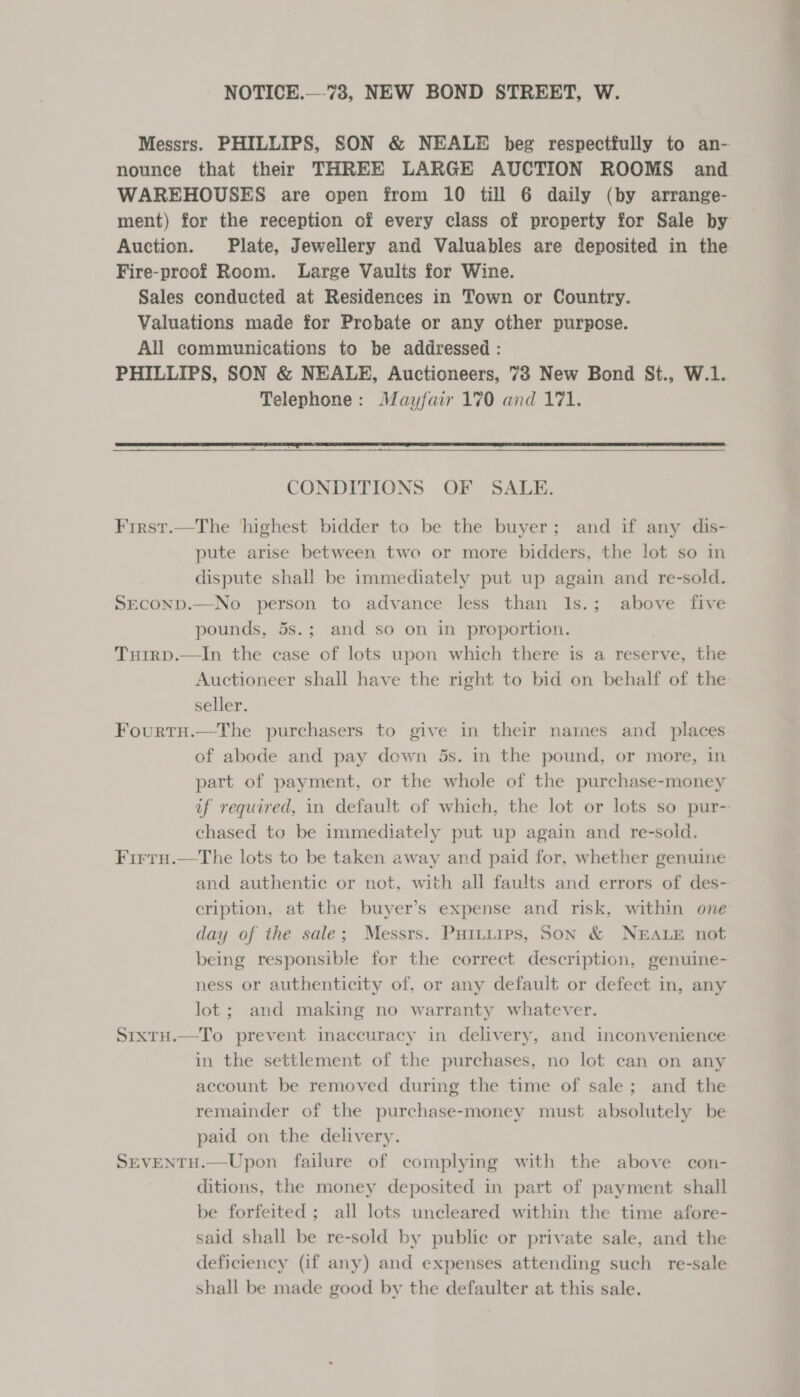 NOTICE.—73, NEW BOND STREET, W.
Messrs. PHILLIPS, SON & NEALE beg respectfully to an-
nounce that their THREE LARGE AUCTION ROOMS and
WAREHOUSES are open from 10 till 6 daily (by arrange-
ment) for the reception of every class of property for Sale by
Auction. Plate, Jewellery and Valuables are deposited in the
Fire-proof Room. Large Vaults for Wine.
Sales conducted at Residences in Town or Country.
Valuations made for Probate or any other purpose.
All communications to be addressed :
PHILLIPS, SON & NEALE, Auctioneers, 73 New Bond St., W.1.
Telephone : Mayfair 170 and 171.
CONDITIONS OF SALE.
First.—The highest bidder to be the buyer; and if any dis-
pute arise between two or more bidders, the lot so in
dispute shall be immediately put up again and re-sold.
Second.—No person to advance less than 1s.; above five
pounds, 5s.; and so on in proportion.
Third.—In the case of lots upon which there is a reserve, the
Auctioneer shall have the right to bid on behalf of the
seller.
Fourth.—The purchasers to give in their names and places
of abode and pay down 5s. in the pound, or more, in
part of payment, or the whole of the purchase-money
if required, in default of which, the lot or lots so pur-
chased to be immediately put up again and re-sold.
Fifth.—The lots to be taken away and paid for, whether genuine
and authentic or not, with all faults and errors of des-
cription, at the buyer's expense and risk, within one
day of the sale; Messrs. Phillips, Son & Neale not
being responsible for the correct description, genuine-
ness or authenticity of, or any default or defect in, any
lot; and making no warranty whatever.
Sixth.—To prevent inaccuracy in delivery, and inconvenience
in the settlement of the purchases, no lot can on any
account be removed during the time of sale; and the
remainder of the purchase-money must absolutely be
paid on the delivery.
Seventh.—Upon failure of complying with the above con-
ditions, the money deposited in part of payment shall
be forfeited; all lots uncleared within the time afore-
said shall be re-sold by public or private sale, and the
deficiency (if any) and expenses attending such re-sale
shall be made good by the defaulter at this sale.